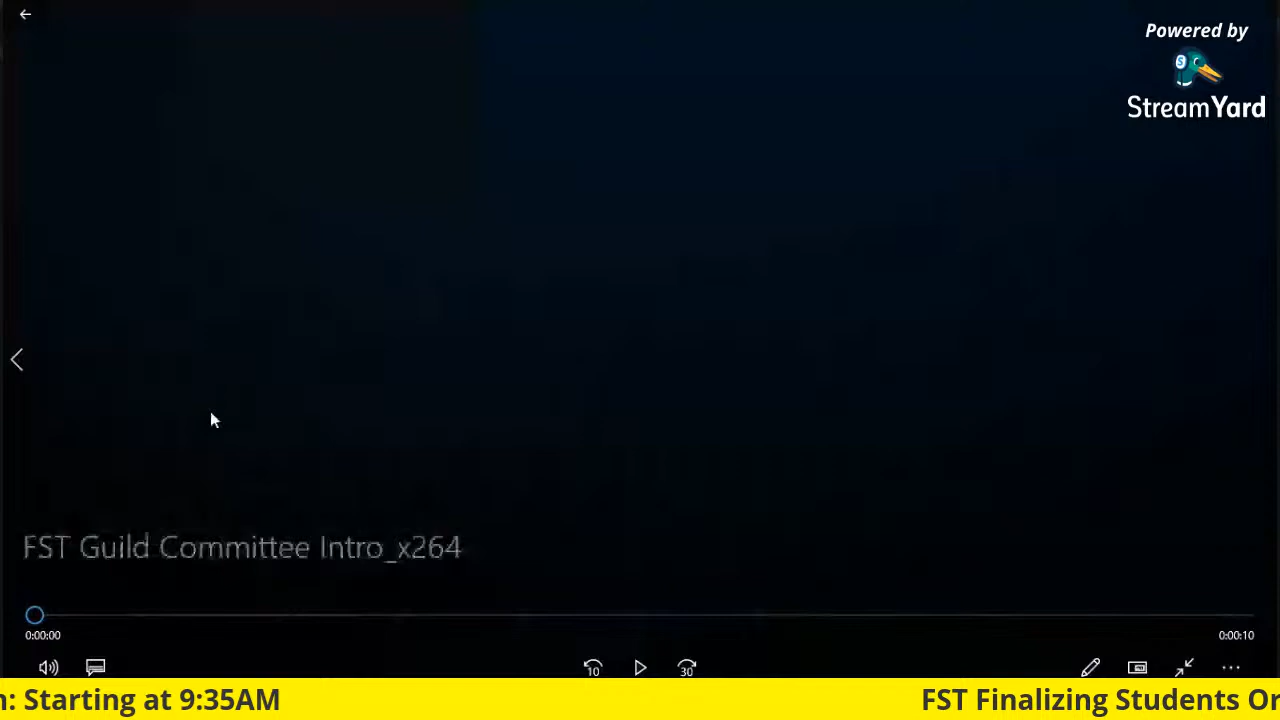 Powered by
StreamYard
FST Guild Committee Intro_x264
0:00:00
0:00:10
10
30
n: Starting at 9:35AM
FST Finalizing Students Or